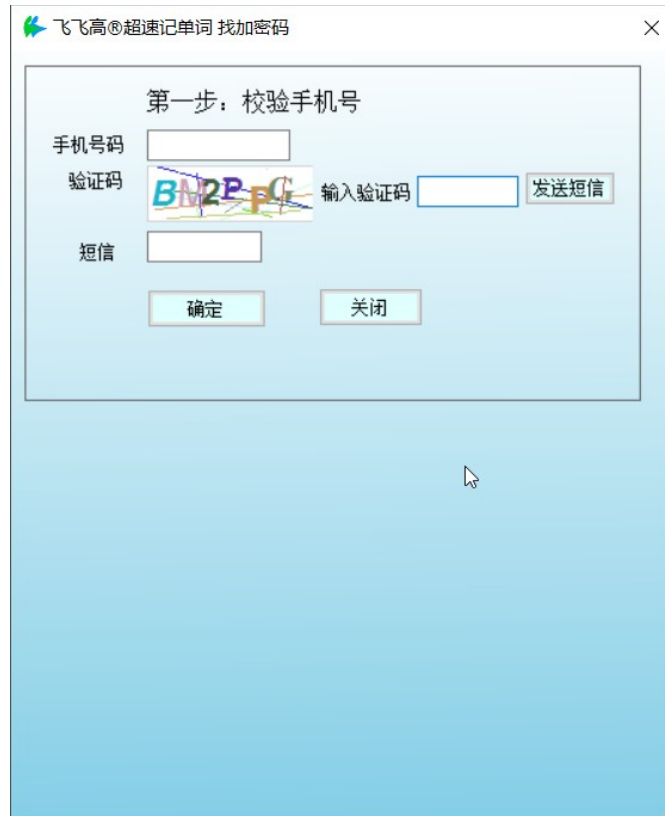 飞飞高®超速记单词 找加密码
第一步：校验手机号
手机号码
验证码 BM2PPG 输入验证码 发送短信
短信
确定 关闭